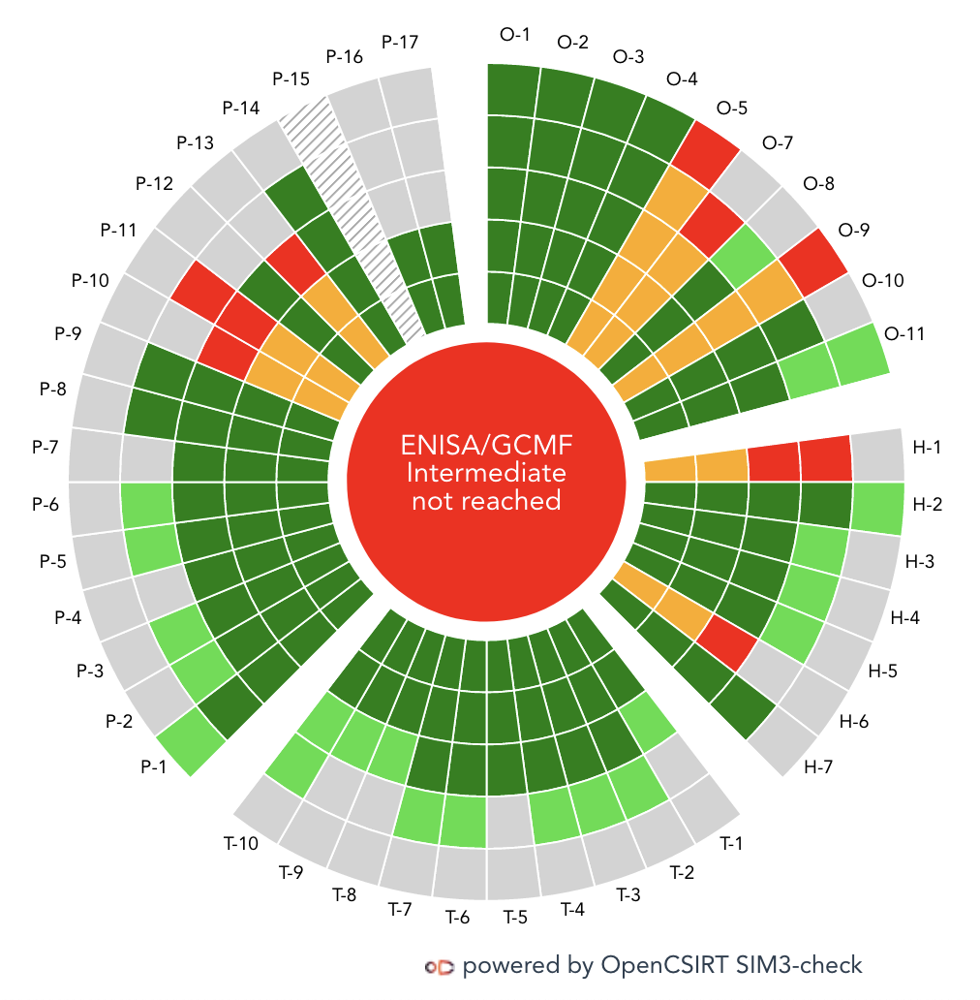 O-1
O-2
O-3
O-4
O-5
O-7
O-8
O-9
O-10
O-11
H-1
H-2
H-3
H-4
H-5
H-6
H-7
T-1
T-2
T-3
T-4
T-5
T-6
T-7
T-8
T-9
T-10
P-1
P-2
P-3
P-4
P-5
P-6
P-7
P-8
P-9
P-10
P-11
P-12
P-13
P-14
P-15
P-16
P-17
ENISA/GCMF
Intermediate
not reached
powered by OpenCSIRT SIM3-check